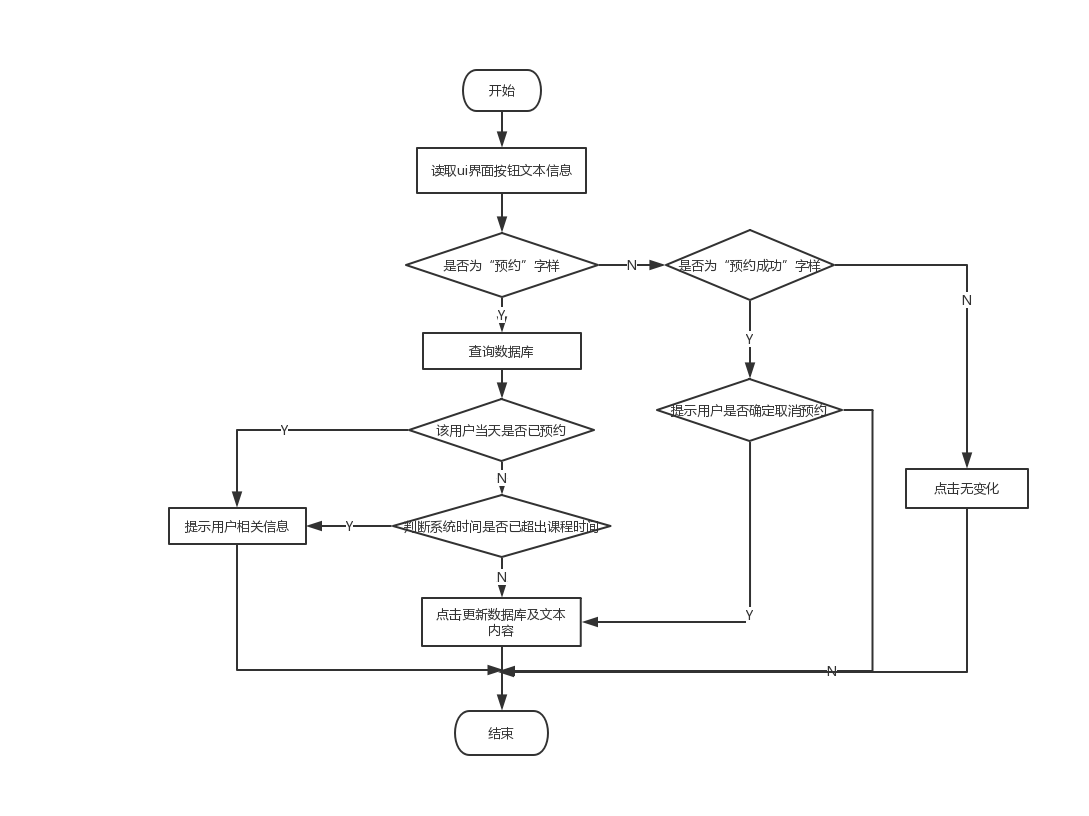 开始
读取ui界面按钮文本信息
是否为“预约”字样
N
是否为“预约成功”字样
N
Y
查询数据库
Y
该用户当天是否已预约
Y
提示用户是否确定取消预约
N
提示用户相关信息
Y
判断系统时间是否已超出课程时间
点击无变化
N
点击更新数据库及文本
内容
Y
N
结束